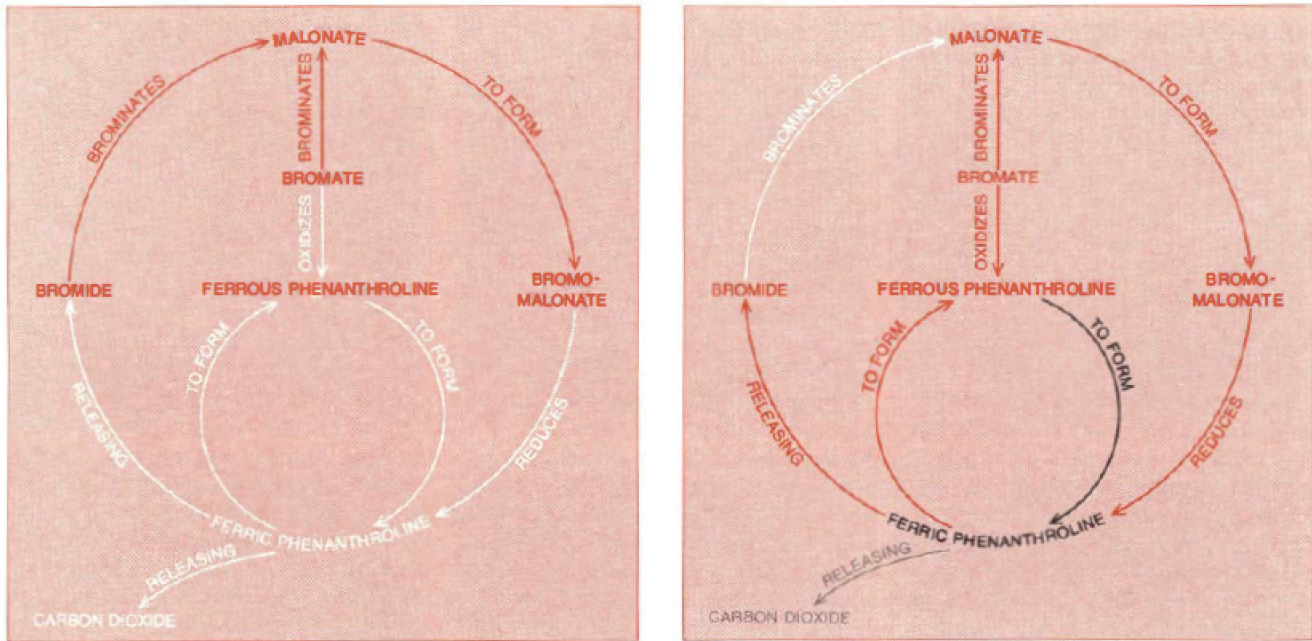 MALONATE
BROMINATES
BROMINATES
TO FORM
BROMATE
OXIDIZES
BROMIDE
FERROUS PHENANTHROLINE
BROMO-
MALONATE
TO FORM
TO FORM
RELEASING
REDUCES
FERRIC PHENANTHROLINE
RELEASING
CARBON DIOXIDE
MALONATE
BROMINATES
BROMINATES
TO FORM
BROMATE
OXIDIZES
BROMIDE
FERROUS PHENANTHROLINE
BROMO-
MALONATE
TO FORM
TO FORM
RELEASING
REDUCES
FERRIC PHENANTHROLINE
RELEASING
CARBON DIOXIDE